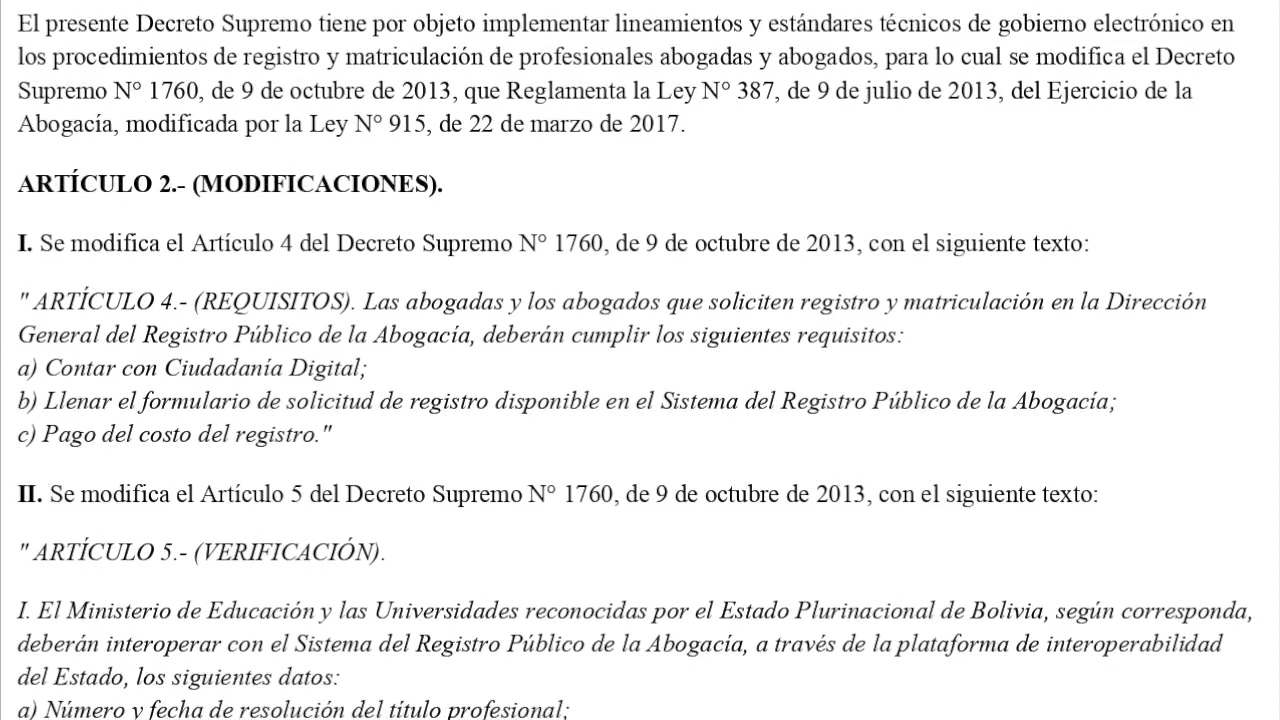 El presente Decreto Supremo tiene por objeto implementar lineamientos y estándares técnicos de gobierno electrónico en
los procedimientos de registro y matriculación de profesionales abogadas y abogados, para lo cual se modifica el Decreto
Supremo N° 1760, de 9 de octubre de 2013, que Reglamenta la Ley N° 387, de 9 de julio de 2013, del Ejercicio de la
Abogacía, modificada por la Ley N° 915, de 22 de marzo de 2017.
ARTÍCULO 2.- (MODIFICACIONES).
I. Se modifica el Artículo 4 del Decreto Supremo N° 1760, de 9 de octubre de 2013, con el siguiente texto:
" ARTÍCULO 4.- (REQUISITOS). Las abogadas y los abogados que soliciten registro y matriculación en la Dirección
General del Registro Público de la Abogacía, deberán cumplir los siguientes requisitos:
a) Contar con Ciudadanía Digital;
b) Llenar el formulario de solicitud de registro disponible en el Sistema del Registro Público de la Abogacía;
c) Pago del costo del registro."
II. Se modifica el Artículo 5 del Decreto Supremo N° 1760, de 9 de octubre de 2013, con el siguiente texto:
" ARTÍCULO 5.- (VERIFICACIÓN).
I. El Ministerio de Educación y las Universidades reconocidas por el Estado Plurinacional de Bolivia, según corresponda,
deberán interoperar con el Sistema del Registro Público de la Abogacía, a través de la plataforma de interoperabilidad
del Estado, los siguientes datos:
a) Número y fecha de resolución del título profesional;